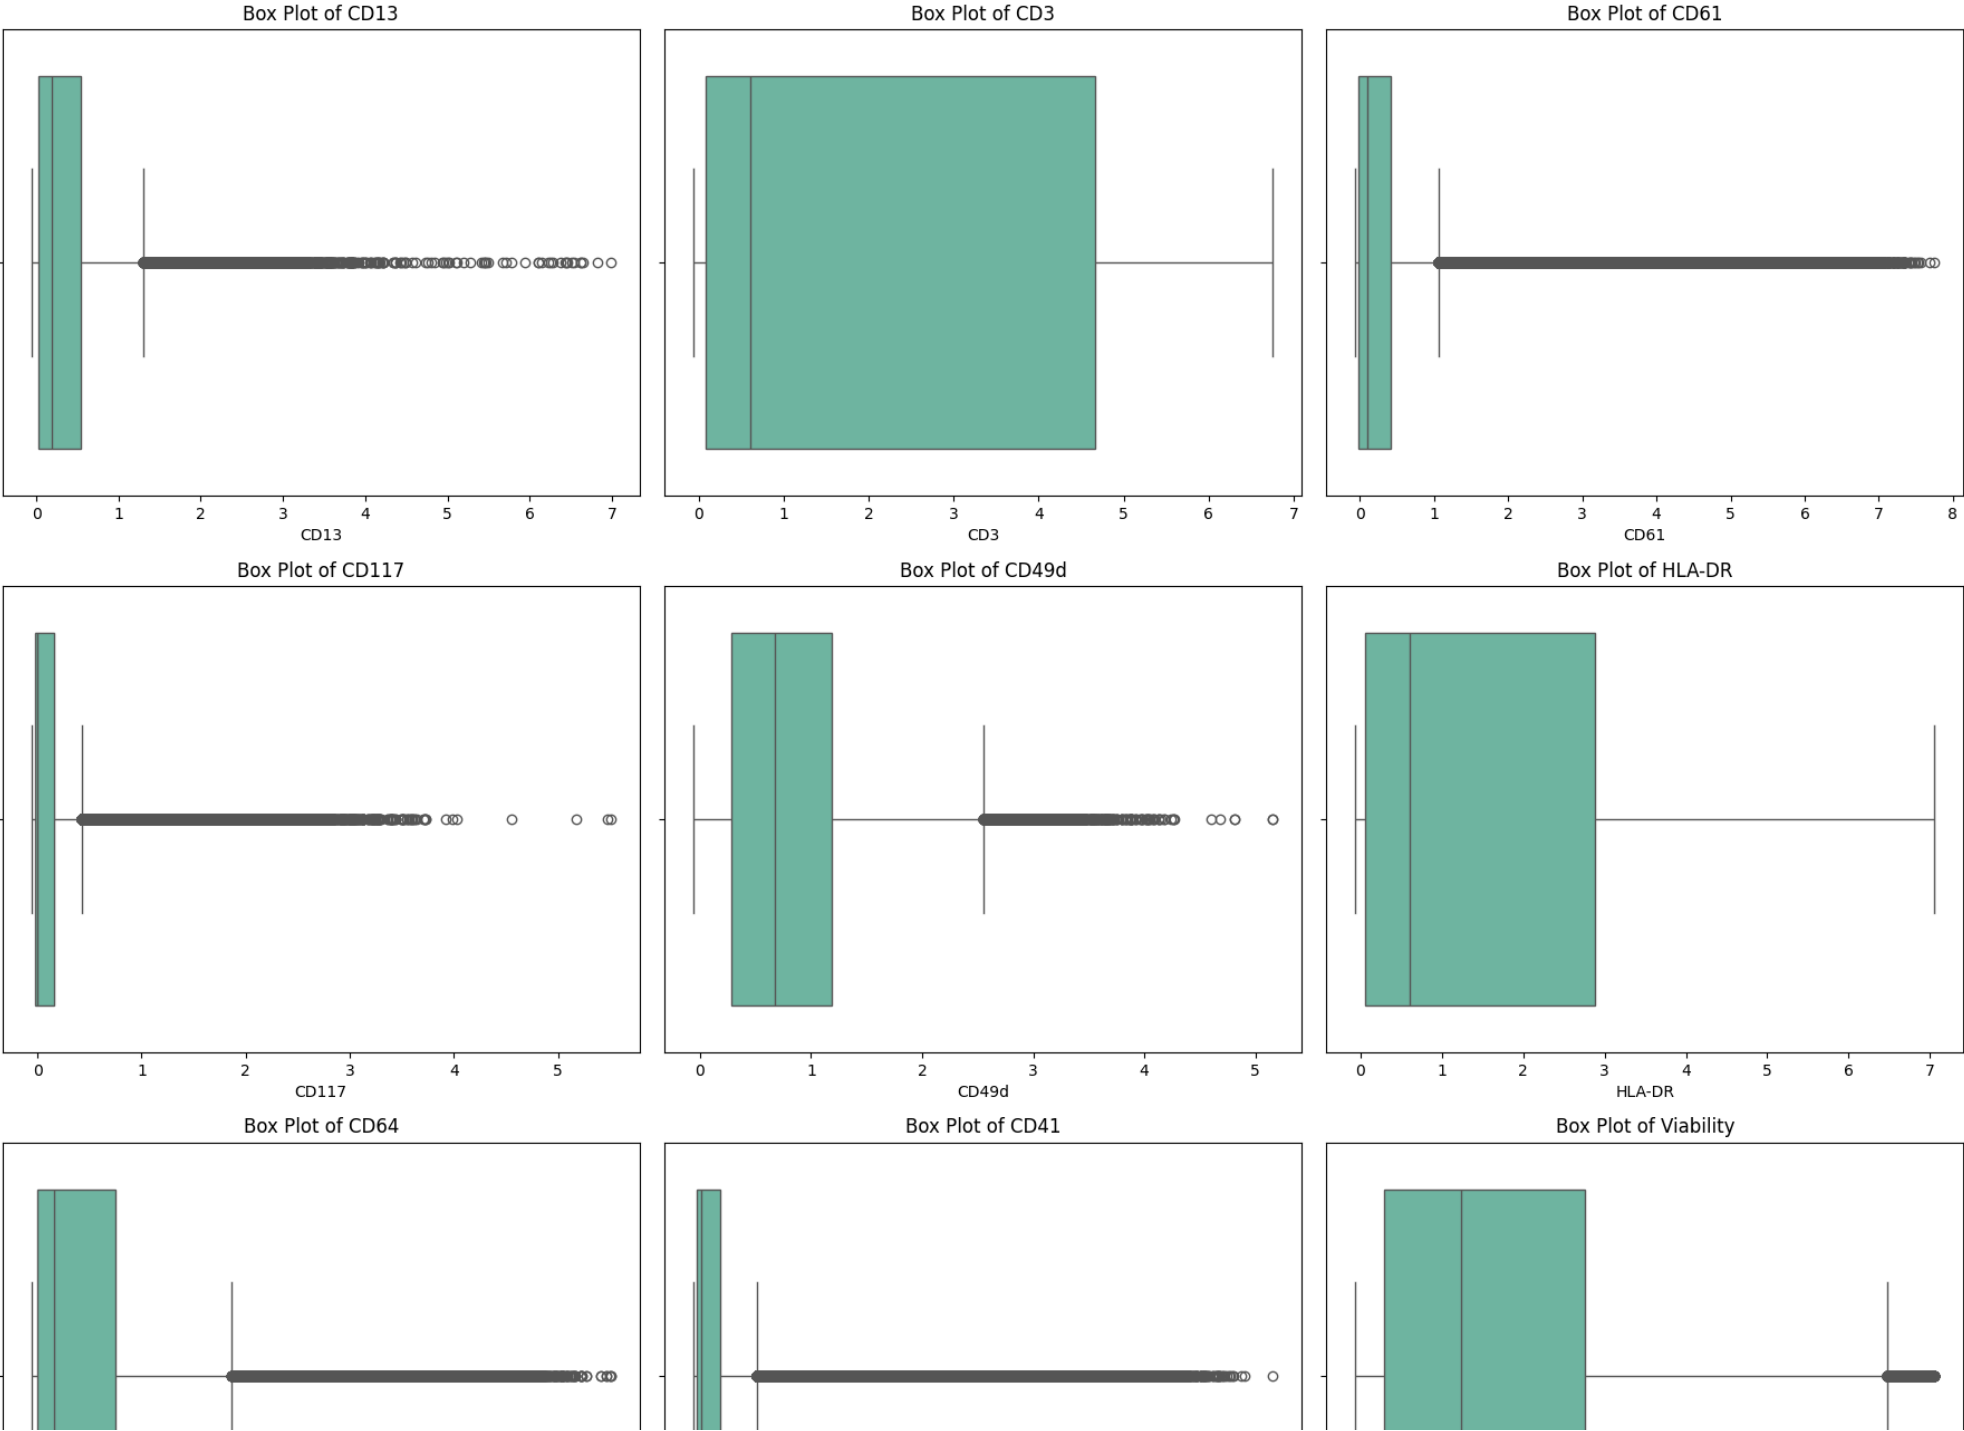 Box Plot of CD13
Box Plot of CD3
Box Plot of CD61
0 1 2 3 4 5 6 7
0 1 2 3 4 5 6 7
0 1 2 3 4 5 6 7 8
CD13
CD3
CD61
Box Plot of CD117
Box Plot of CD49d
Box Plot of HLA-DR
0 1 2 3 4 5
0 1 2 3 4 5
0 1 2 3 4 5 6 7
CD117
CD49d
HLA-DR
Box Plot of CD64
Box Plot of CD41
Box Plot of Viability